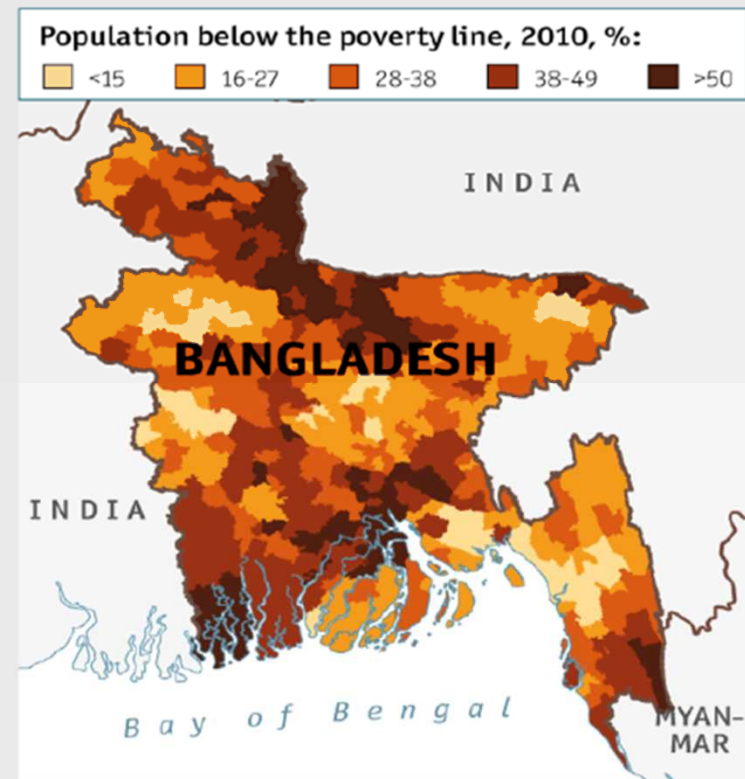 Population below the poverty line, 2010, %:
<15 16-27 28-38 38-49 >50
INDIA
BANGLADESH
INDIA
Bay of Bengal
MYAN-
MAR